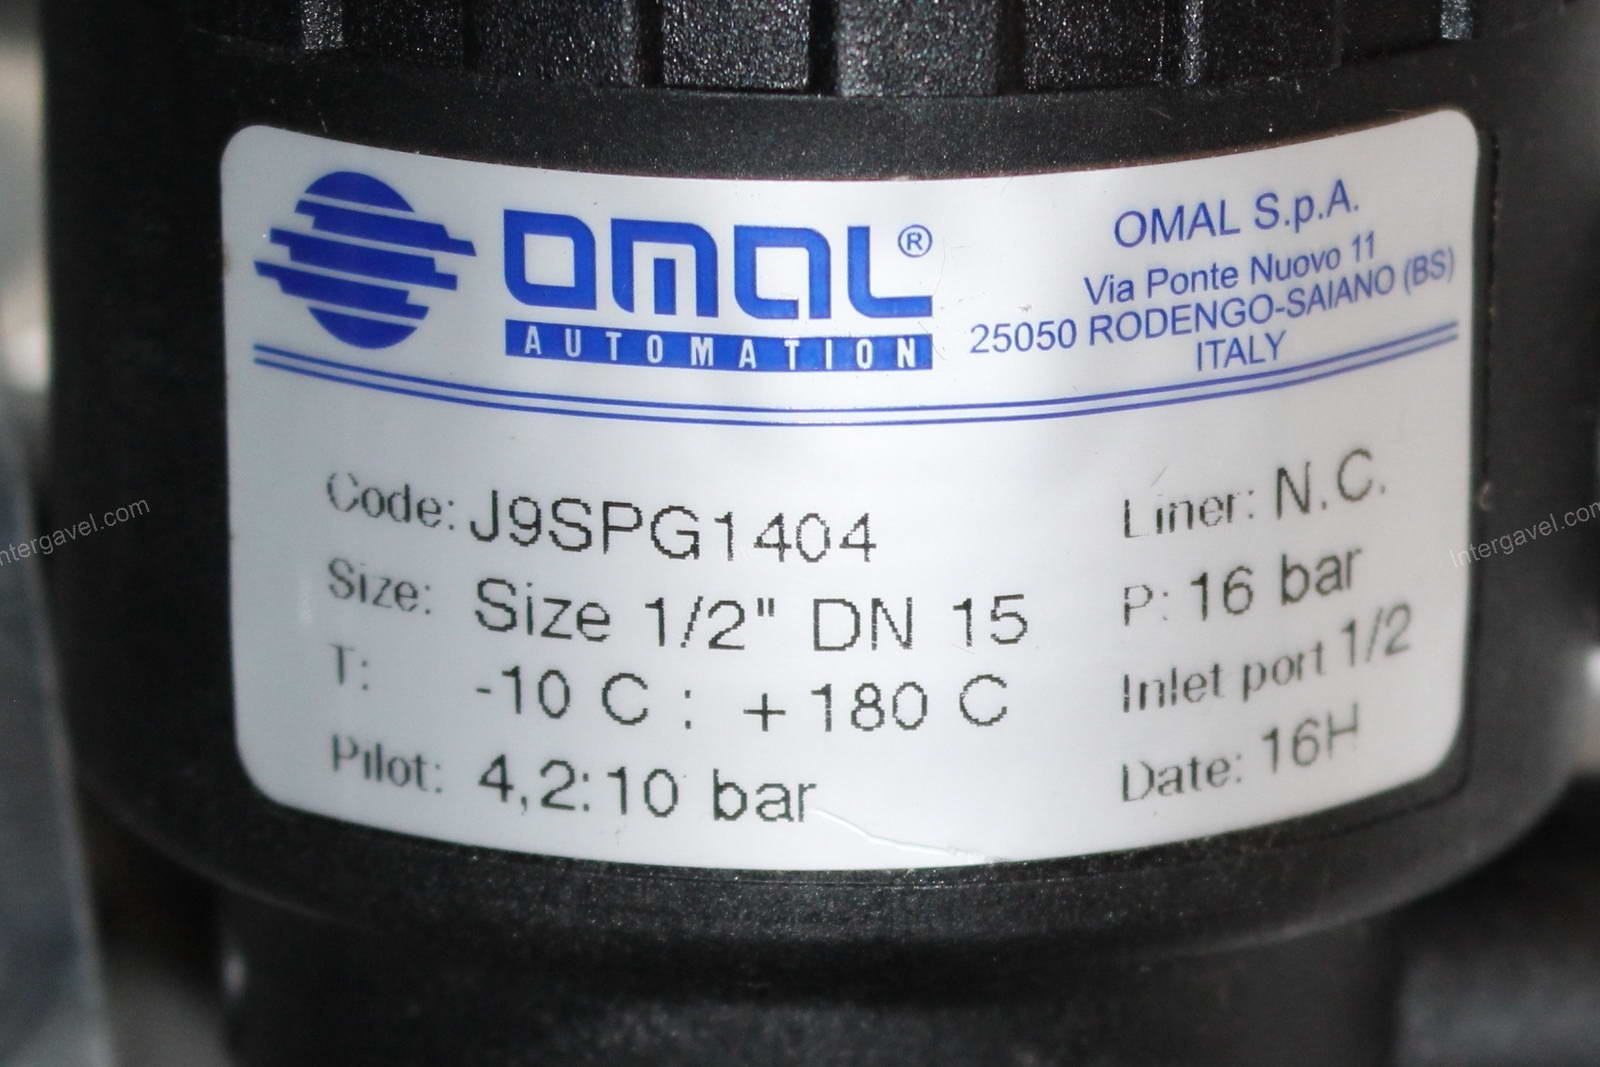 OMAL®
AUTOMATION
OMAL S.p.A.
Via Ponte Nuovo 11
25050 RODENGO-SAIANO (BS)
ITALY
Code: J9SPG1404
Liner: N.C.
Size: Size 1/2" DN 15
P: 16 bar
T: -10 C : +180 C
Inlet port 1/2
Pilot: 4,2:10 bar
Date: 16H
Intergavel.com
Intergavel.com